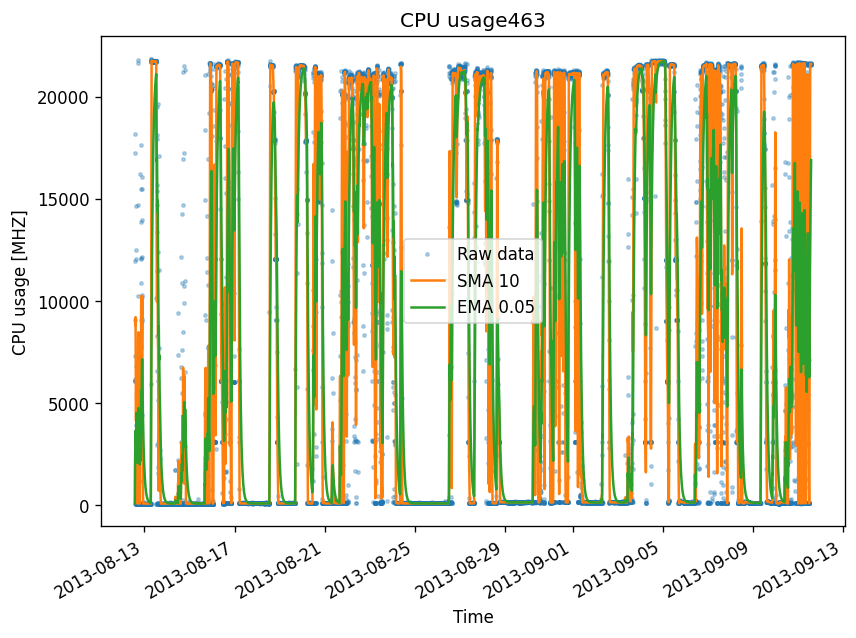 CPU usage463
CPU usage [MHZ]
20000
15000
10000
5000
0
Raw data
SMA 10
EMA 0.05
2013-08-13
2013-08-17
2013-08-21
2013-08-25
2013-08-29
2013-09-01
2013-09-05
2013-09-09
2013-09-13
Time